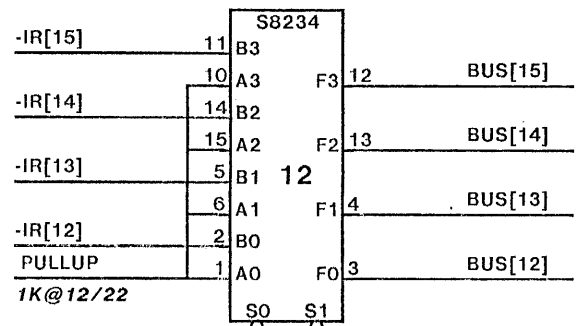 S8234
-IR[15] 11 B3
10 A3 F3 12 BUS[15]
-IR[14] 14 B2
15 A2 F2 13 BUS[14]
-IR[13] 5 B1 12
6 A1 F1 4 BUS[13]
-IR[12] 2 B0
PULLUP 1 A0 F0 3 BUS[12]
1K@12/22
S0 S1